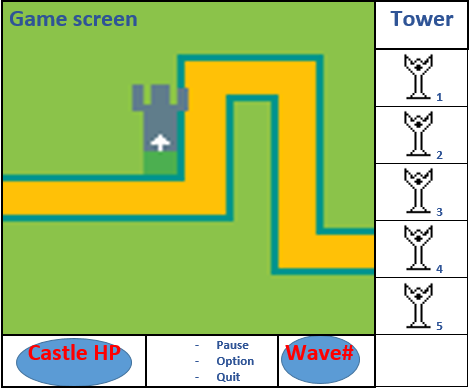 Game screen
Tower
1
2
3
4
5
Castle HP
- Pause
- Option
- Quit
Wave#